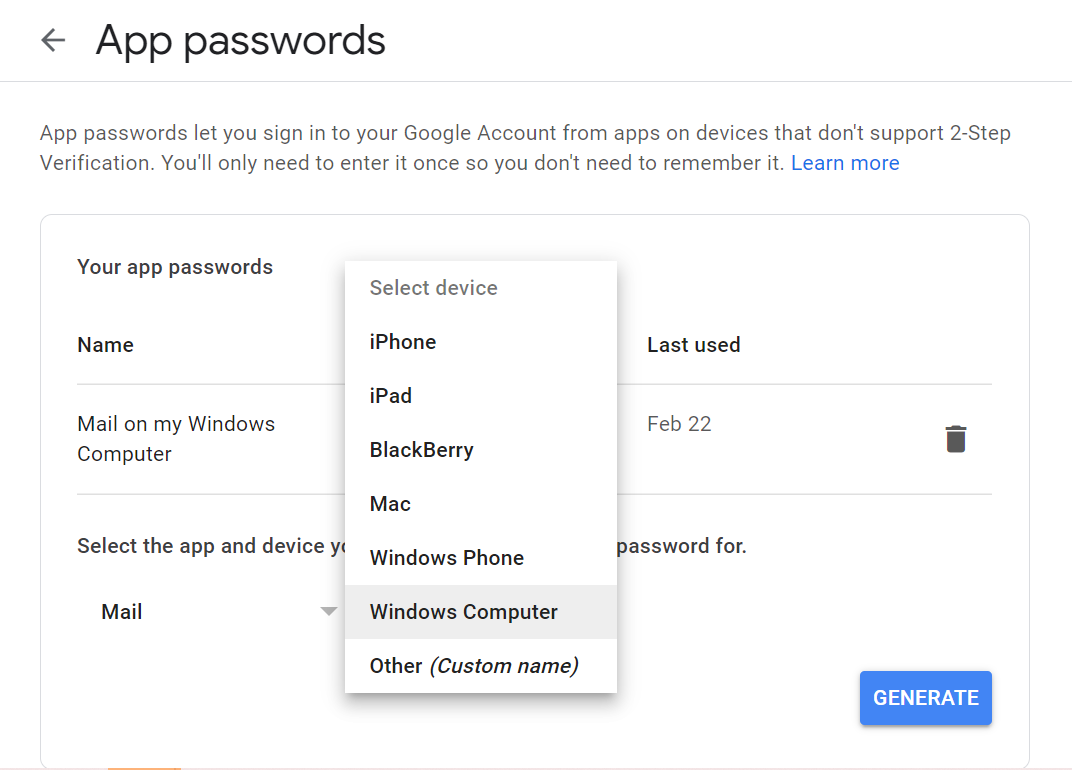 App passwords
App passwords let you sign in to your Google Account from apps on devices that don't support 2-Step
Verification. You'll only need to enter it once so you don't need to remember it. Learn more
Your app passwords
Select device
iPhone
Name
Last used
iPad
Mail on my Windows
Computer
Feb 22
BlackBerry
Mac
Select the app and device password for.
Windows Phone
Mail
Windows Computer
Other (Custom name)
GENERATE